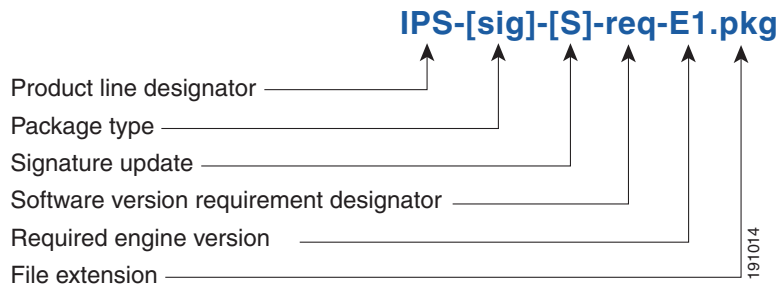 IPS-[sig]-[S]-req-E1.pkg
Product line designator
Package type
Signature update
Software version requirement designator
Required engine version
File extension
191014